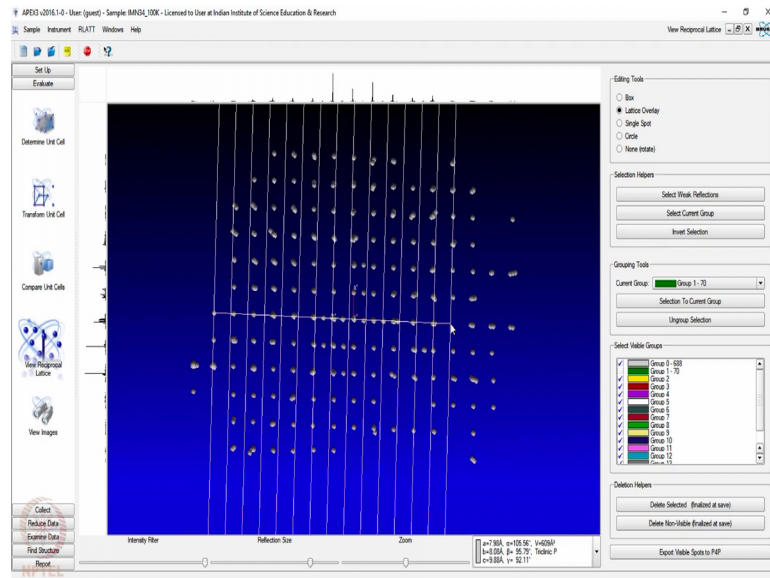 APEX3 v2016.1-0 - User: (guest) - Sample: IMN34_100K - Licensed to User at Indian Institute of Science Education & Research
Sample Instrument RLATT Windows Help
View Reciprocal Lattice
Set Up
Evaluate
Determine Unit Cell
Transform Unit Cell
Compare Unit Cells
View Reciprocal
Lattice
View Images
Collect
Reduce Data
Examine Data
Find Structure
Report
NPTEL
Intensity Filter
Reflection Size
Zoom
a=7.98Å, α=105.56°, V=609Å³
b=8.08Å, β= 95.79°, Triclinic P
c=9.88Å, γ= 92.11°
Editing Tools
Box
Lattice Overlay
Single Spot
Circle
None (rotate)
Selection Helpers
Select Weak Reflections
Select Current Group
Invert Selection
Grouping Tools
Current Group: Group 1 - 70
Selection To Current Group
Ungroup Selection
Select Visible Groups
Group 0 - 688
Group 1 - 70
Group 2
Group 3
Group 4
Group 5
Group 6
Group 7
Group 8
Group 9
Group 10
Group 11
Group 12
Group 13
Deletion Helpers
Delete Selected (finalized at save)
Delete Non-Visible (finalized at save)
Export Visible Spots to P4P